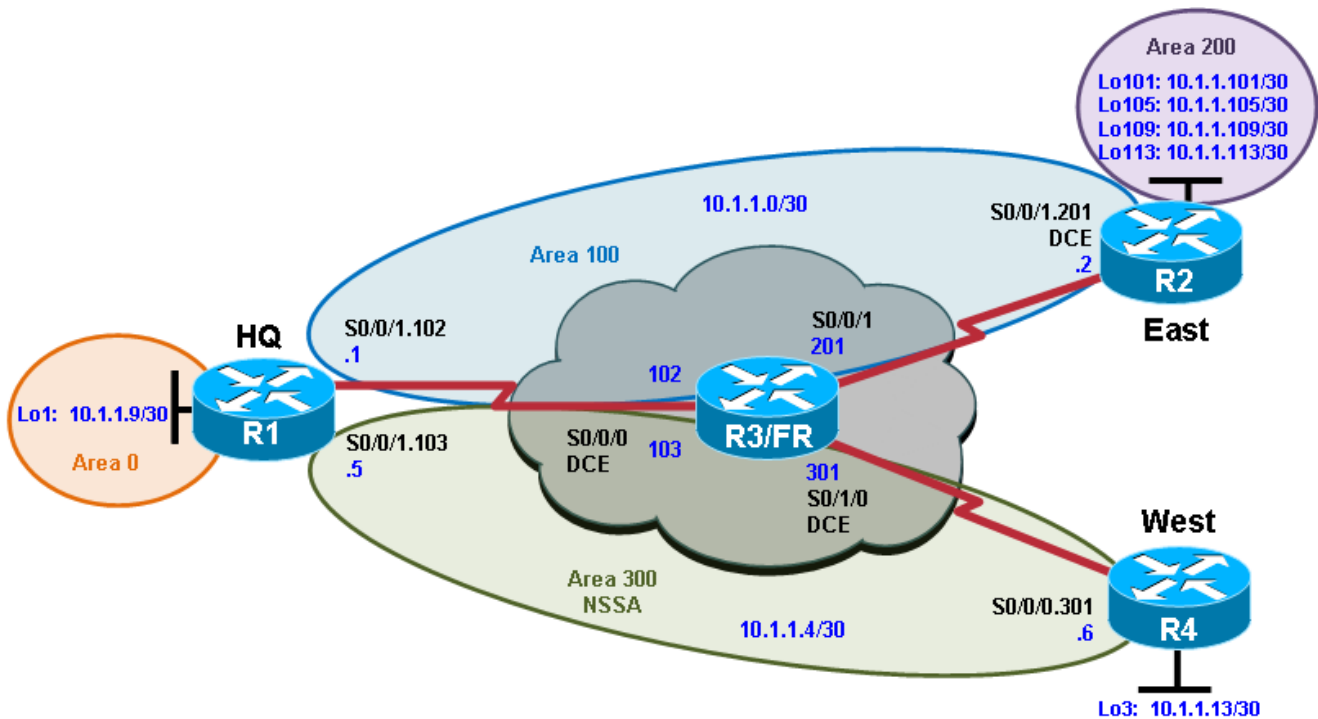 Area 200
Lo101: 10.1.1.101/30
Lo105: 10.1.1.105/30
Lo109: 10.1.1.109/30
Lo113: 10.1.1.113/30
10.1.1.0/30
S0/0/1.201
DCE
.2
R2
East
Area 100
HQ
S0/0/1.102
.1
S0/0/1
201
102
Lo1: 10.1.1.9/30
R1
Area 0
R3/FR
S0/0/1.103
.5
S0/0/0
DCE
103
301
S0/1/0
DCE
West
Area 300
NSSA
10.1.1.4/30
S0/0/0.301
.6
R4
Lo3: 10.1.1.13/30